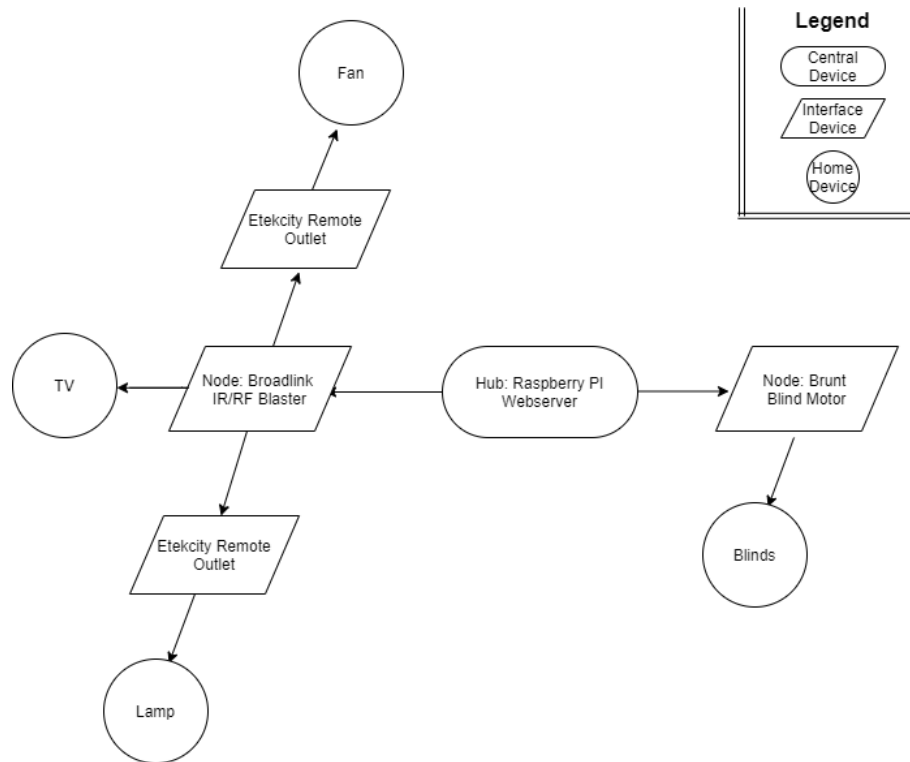 Legend
Central
Device
Interface
Device
Home
Device
Fan
Etekcity Remote
Outlet
TV
Node: Broadlink
IR/RF Blaster
Hub: Raspberry PI
Webserver
Node: Brunt
Blind Motor
Etekcity Remote
Outlet
Blinds
Lamp